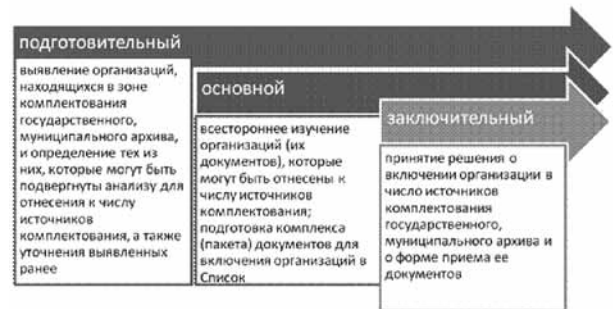 подготовительный
выявление организаций,
находящихся в зоне
комплектования
государственного,
муниципального архива,
и определение тех из
них, которые могут быть
подвергнуты анализу для
отнесения к числу
источников
комплектования, а также
уточнения выявленных
ранее
основной
всестороннее изучение
организаций (их
документов), которые
могут быть отнесены к
числу источников
комплектования;
подготовка комплекса
(пакета) документов для
включения организаций в
Список
заключительный
принятие решения о
включении организации в
число источников
комплектования
государственного,
муниципального архива и
о форме приема ее
документов